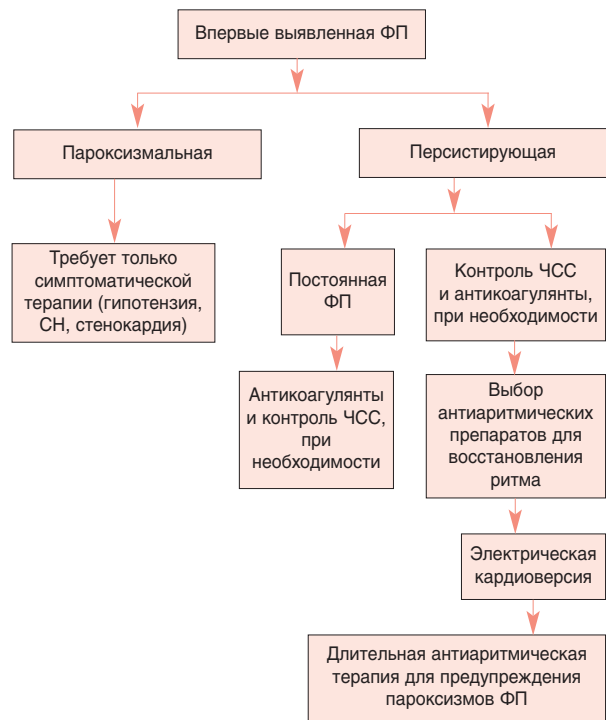 Впервые выявленная ФП
Пароксизмальная
Персистирующая
Требует только
симптоматической
терапии (гипотензия,
СН, стенокардия)
Постоянная
ФП
Контроль ЧСС
и антикоагулянты,
при необходимости
Антикоагулянты
и контроль ЧСС,
при
необходимости
Выбор
антиаритмических
препаратов для
восстановления
ритма
Электрическая
кардиоверсия
Длительная антиаритмическая
терапия для предупреждения
пароксизмов ФП